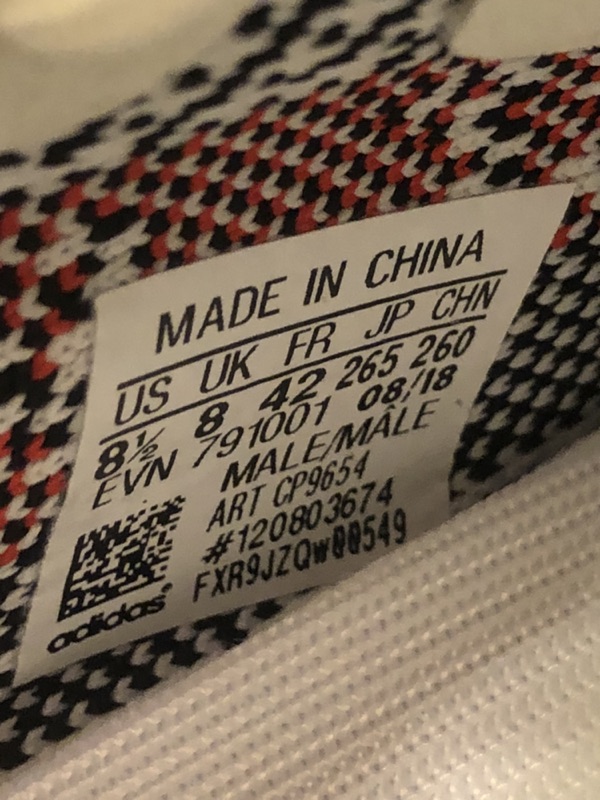 MADE IN CHINA
US UK FR JP CHN
8½ 8 42 265 260
EVN 791001 08/18
MALE/MÂLE
ART CP9654
#120803674
FXR9JZQw00549
adidas®